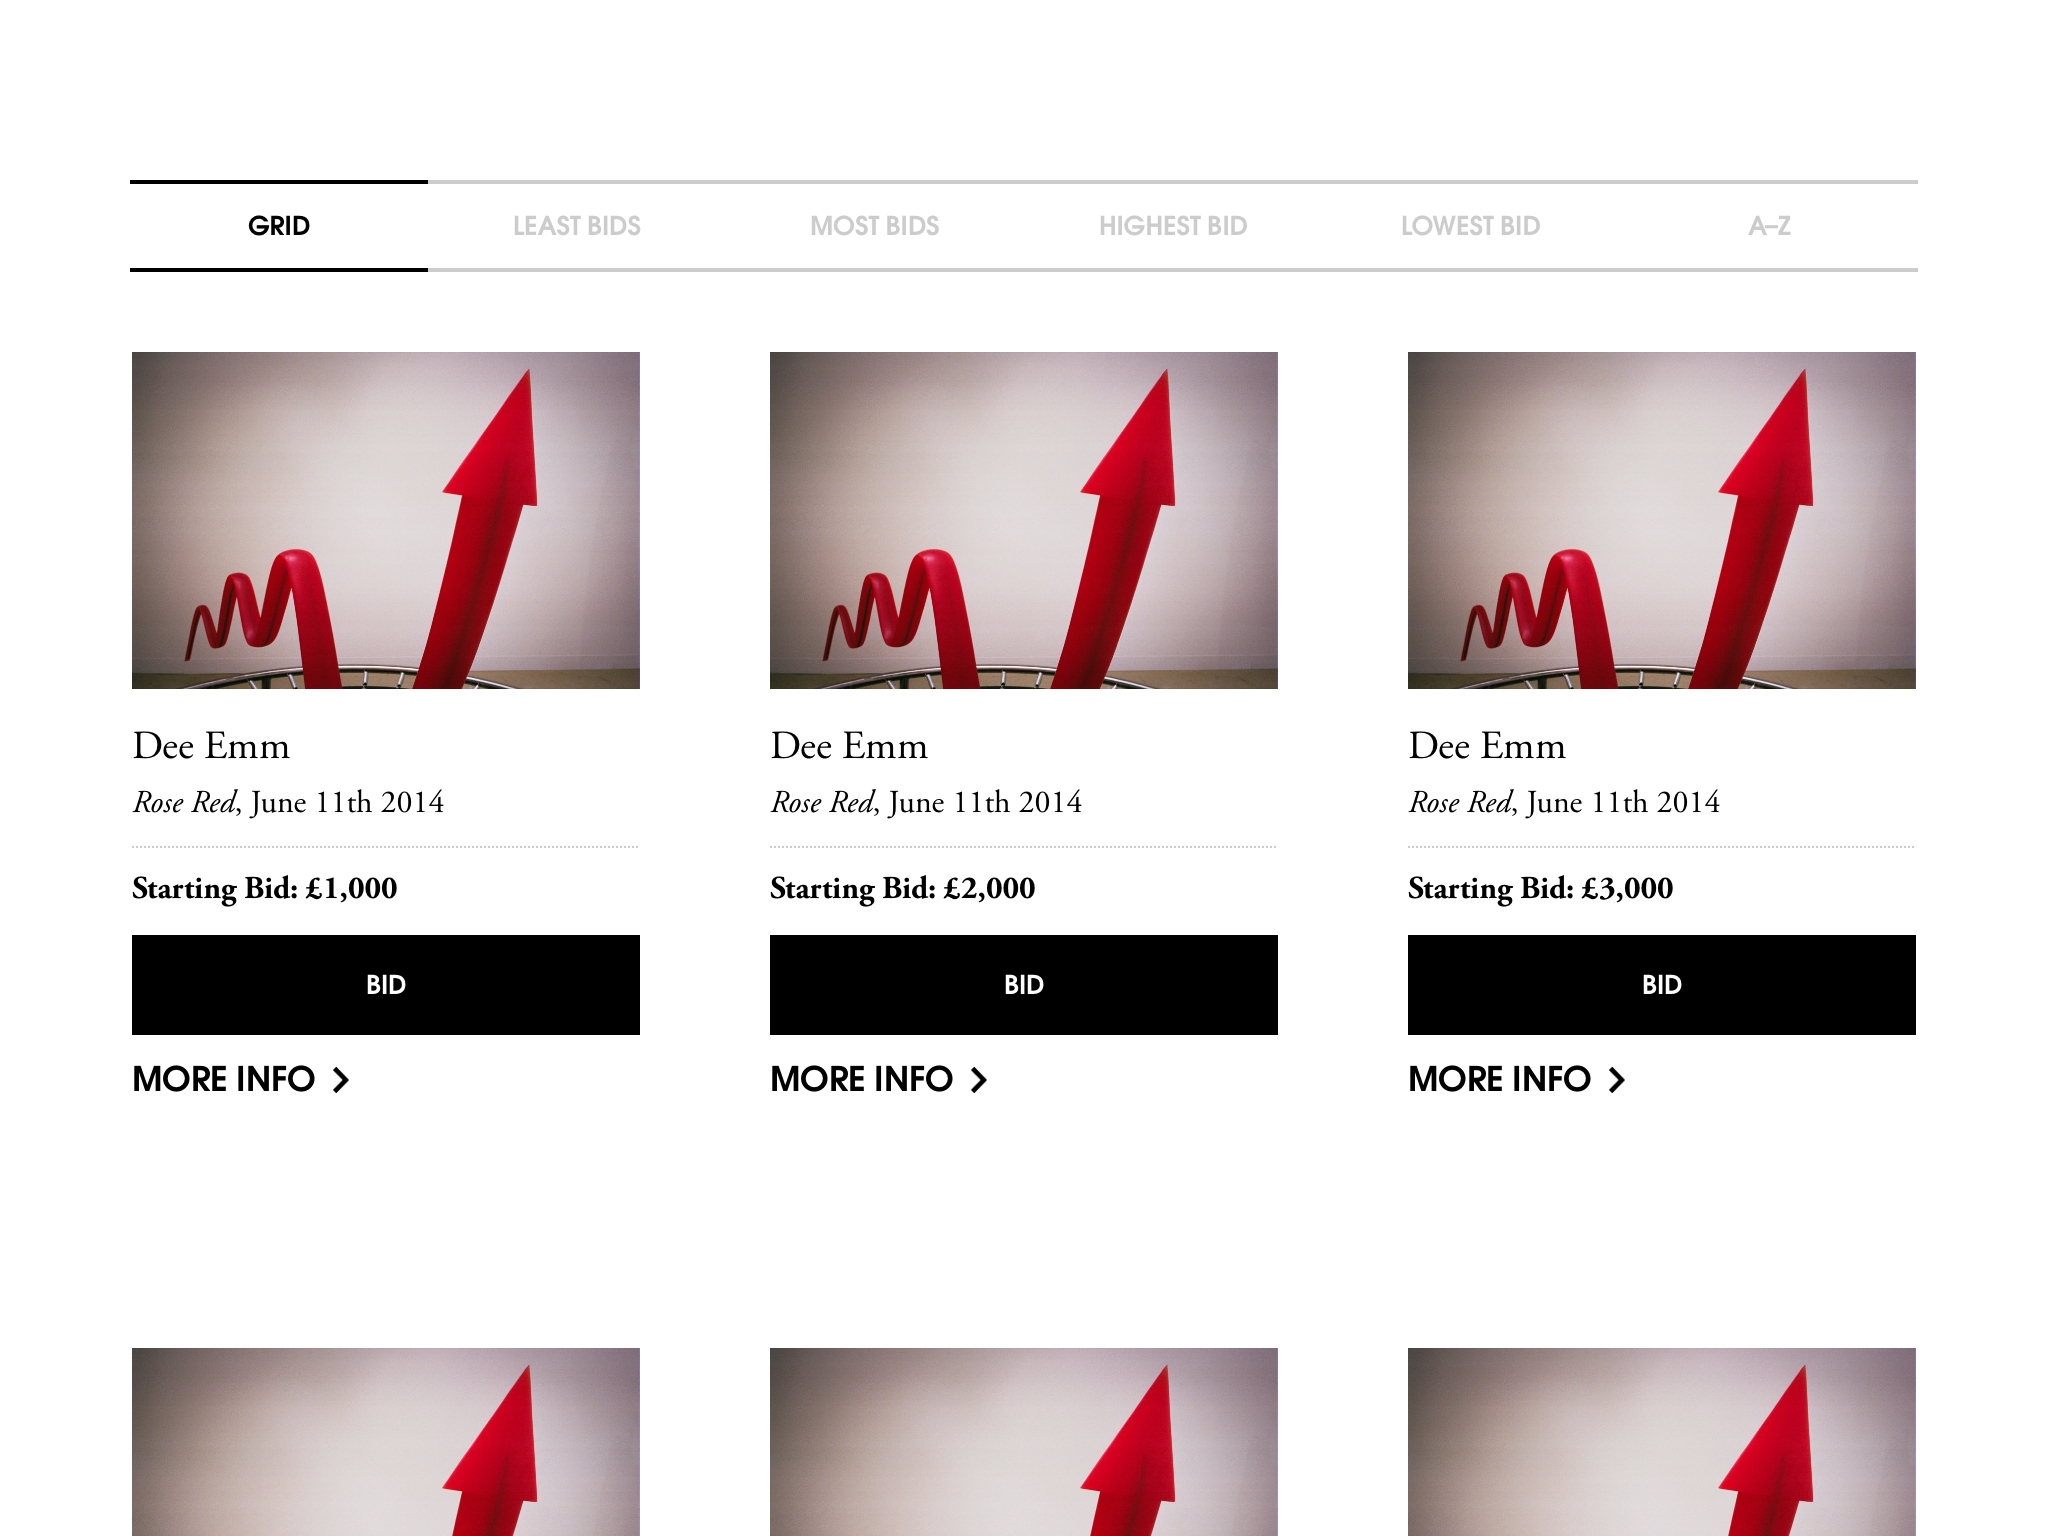 GRID LEAST BIDS MOST BIDS HIGHEST BID LOWEST BID A–Z
Dee Emm
Rose Red, June 11th 2014
Starting Bid: £1,000
BID
MORE INFO
Dee Emm
Rose Red, June 11th 2014
Starting Bid: £2,000
BID
MORE INFO
Dee Emm
Rose Red, June 11th 2014
Starting Bid: £3,000
BID
MORE INFO